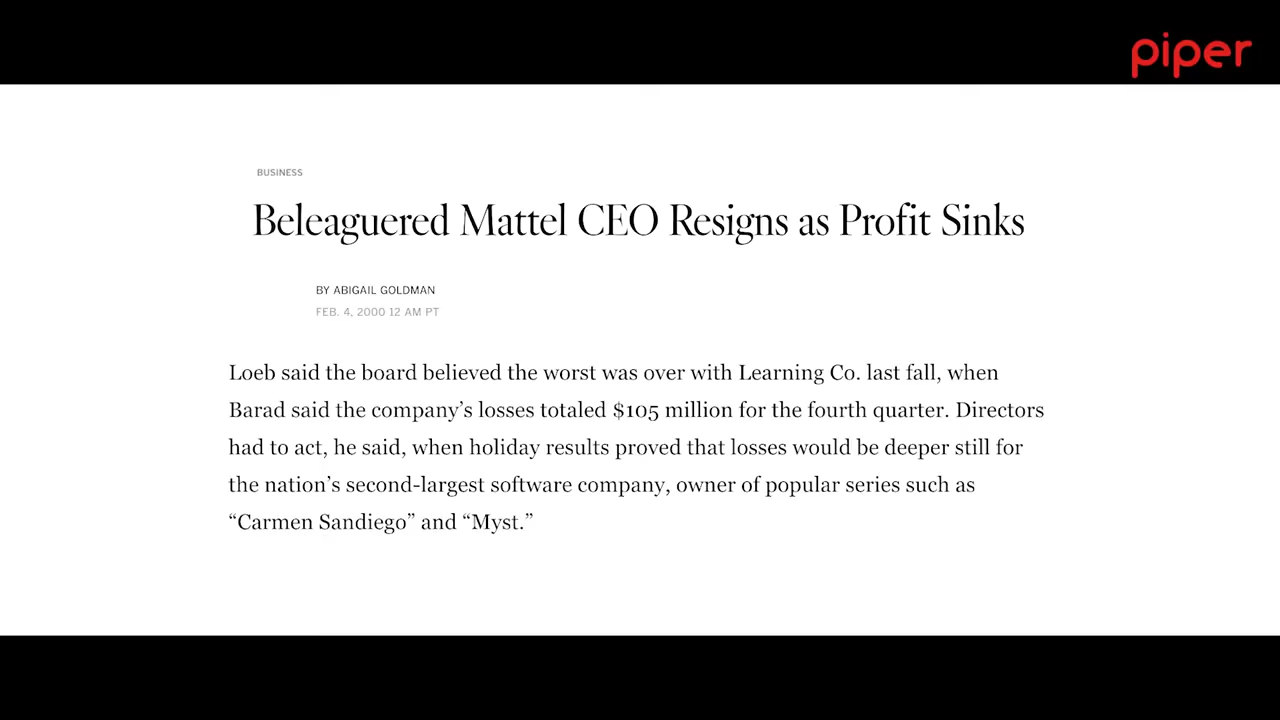 piper
BUSINESS
Beleaguered Mattel CEO Resigns as Profit Sinks
BY ABIGAIL GOLDMAN
FEB. 4, 2000 12 AM PT
Loeb said the board believed the worst was over with Learning Co. last fall, when
Barad said the company’s losses totaled $105 million for the fourth quarter. Directors
had to act, he said, when holiday results proved that losses would be deeper still for
the nation’s second-largest software company, owner of popular series such as
“Carmen Sandiego” and “Myst.”